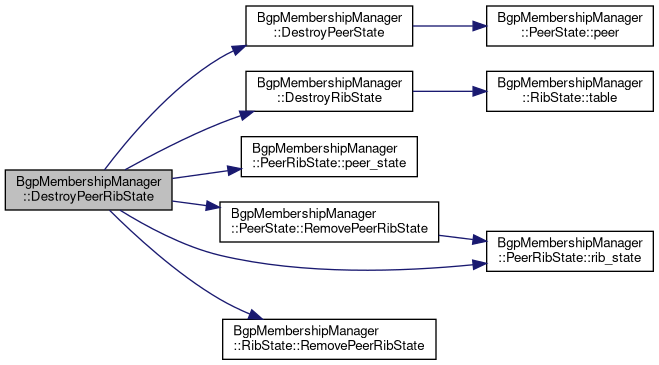 BgpMembershipManager
::DestroyPeerRibState
BgpMembershipManager
::DestroyPeerState
BgpMembershipManager
::PeerState::peer
BgpMembershipManager
::DestroyRibState
BgpMembershipManager
::RibState::table
BgpMembershipManager
::PeerRibState::peer_state
BgpMembershipManager
::PeerState::RemovePeerRibState
BgpMembershipManager
::PeerRibState::rib_state
BgpMembershipManager
::RibState::RemovePeerRibState